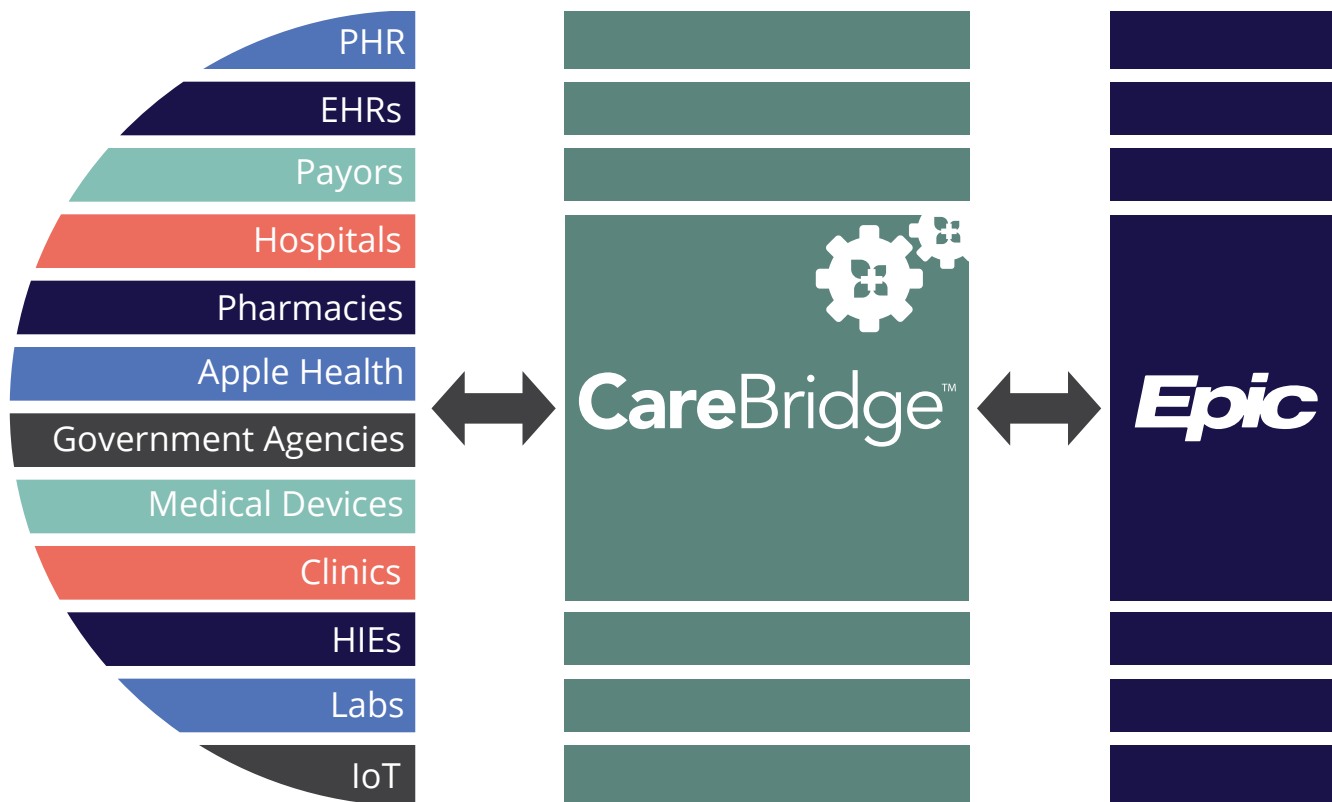 PHR
EHRs
Payors
Hospitals
Pharmacies
Apple Health
Government Agencies
Medical Devices
Clinics
HIEs
Labs
IoT
CareBridge™
Epic